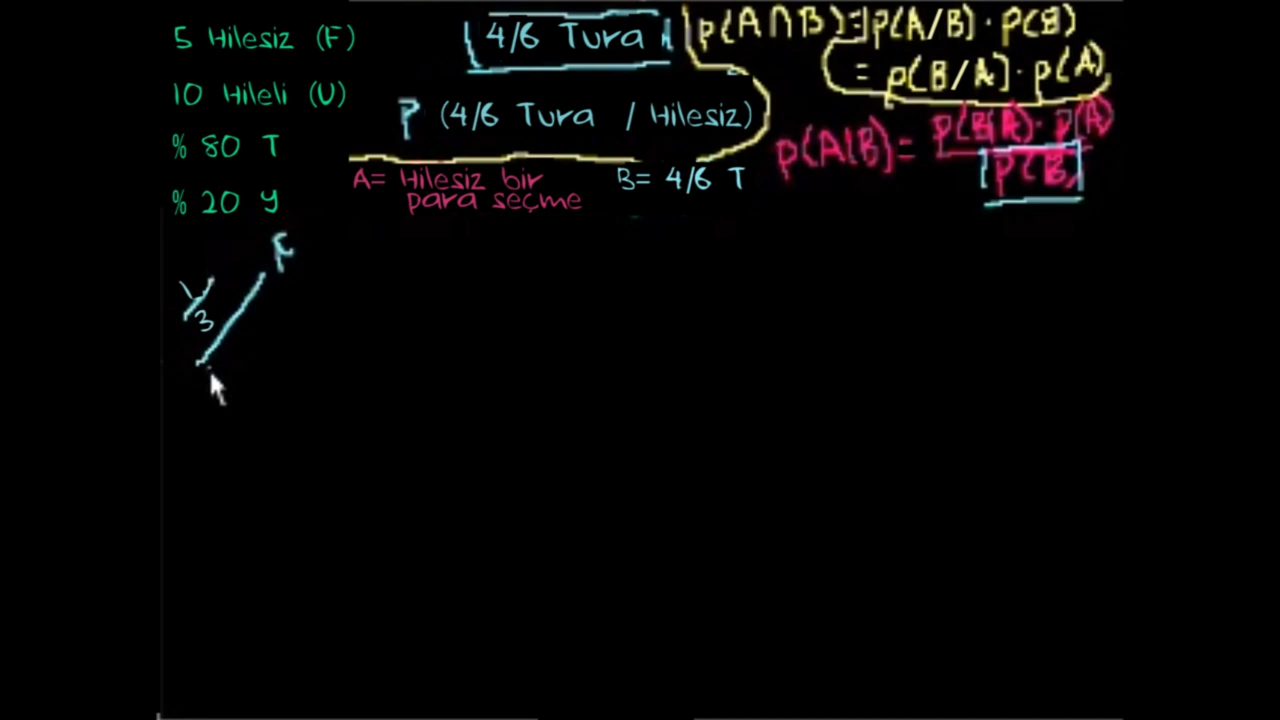 5 Hilesiz (F)
10 Hileli (U)
% 80 T
% 20 Y
4/6 Tura
P (4/6 Tura / Hilesiz)
P(A∩B)=P(A/B)·P(B)
= P(B/A)·P(A)
A= Hilesiz bir
para seçme
B= 4/6 T
P(A|B)= P(B|A)·P(A)
P(B)
F
1/3